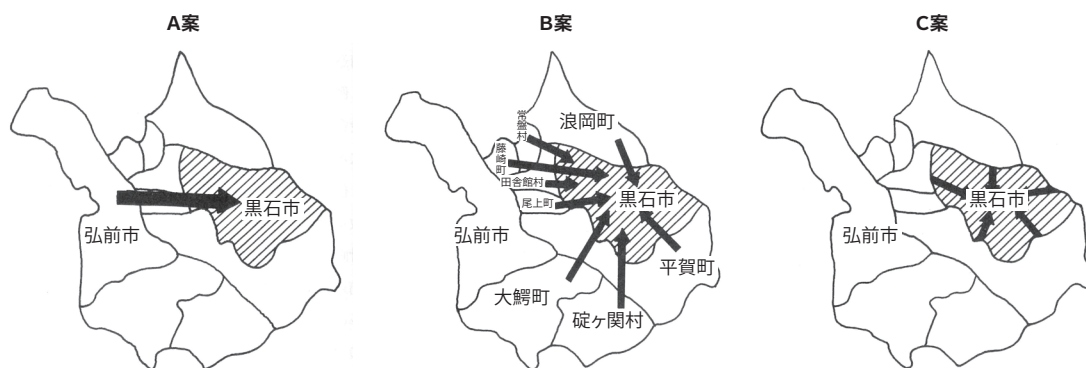 A案
黒石市
弘前市
B案
常盤村
浪岡町
藤崎町
田舎館村
尾上町
黒石市
弘前市
平賀町
大鰐町
碇ヶ関村
C案
黒石市
弘前市